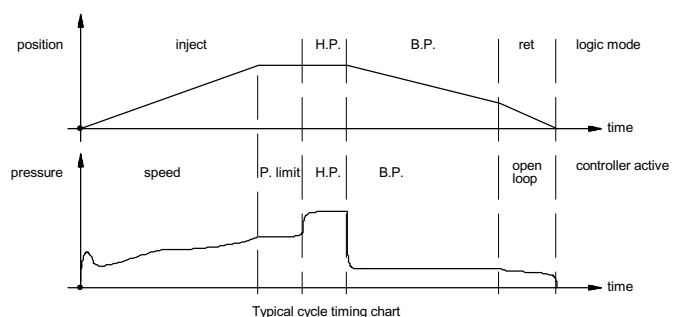 position inject H.P. B.P. ret logic mode
time
pressure speed P. limit H.P. B.P. open loop controller active
time
Typical cycle timing chart